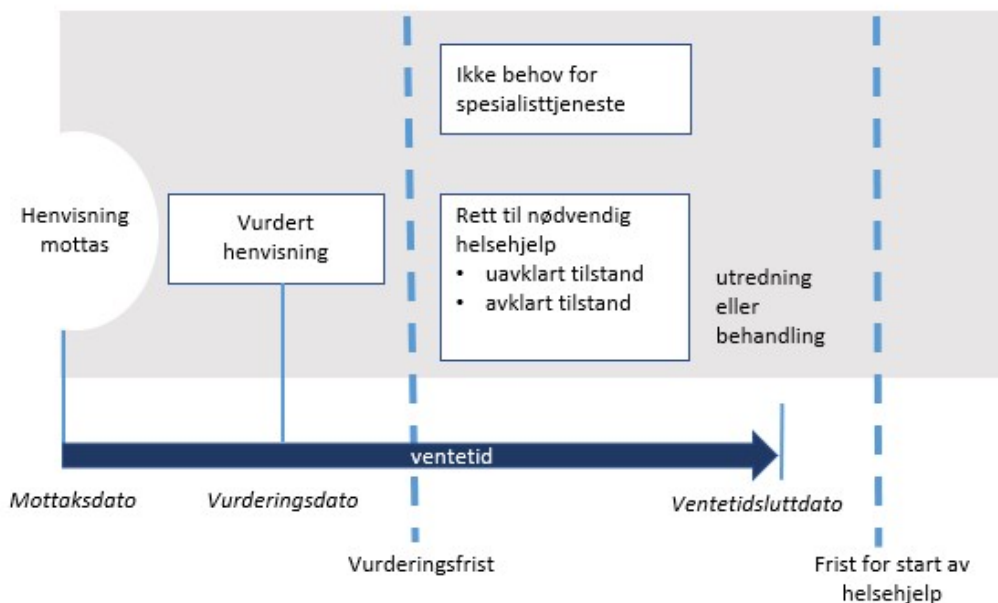 Ikke behov for
spesialisttjeneste
Henvisning
mottas
Vurdert
henvisning
Rett til nødvendig
helsehjelp
• uavklart tilstand
• avklart tilstand
utredning
eller
behandling
ventetid
Mottaksdato
Vurderingsdato
Ventetidsluttdato
Vurderingsfrist
Frist for start av
helsehjelp